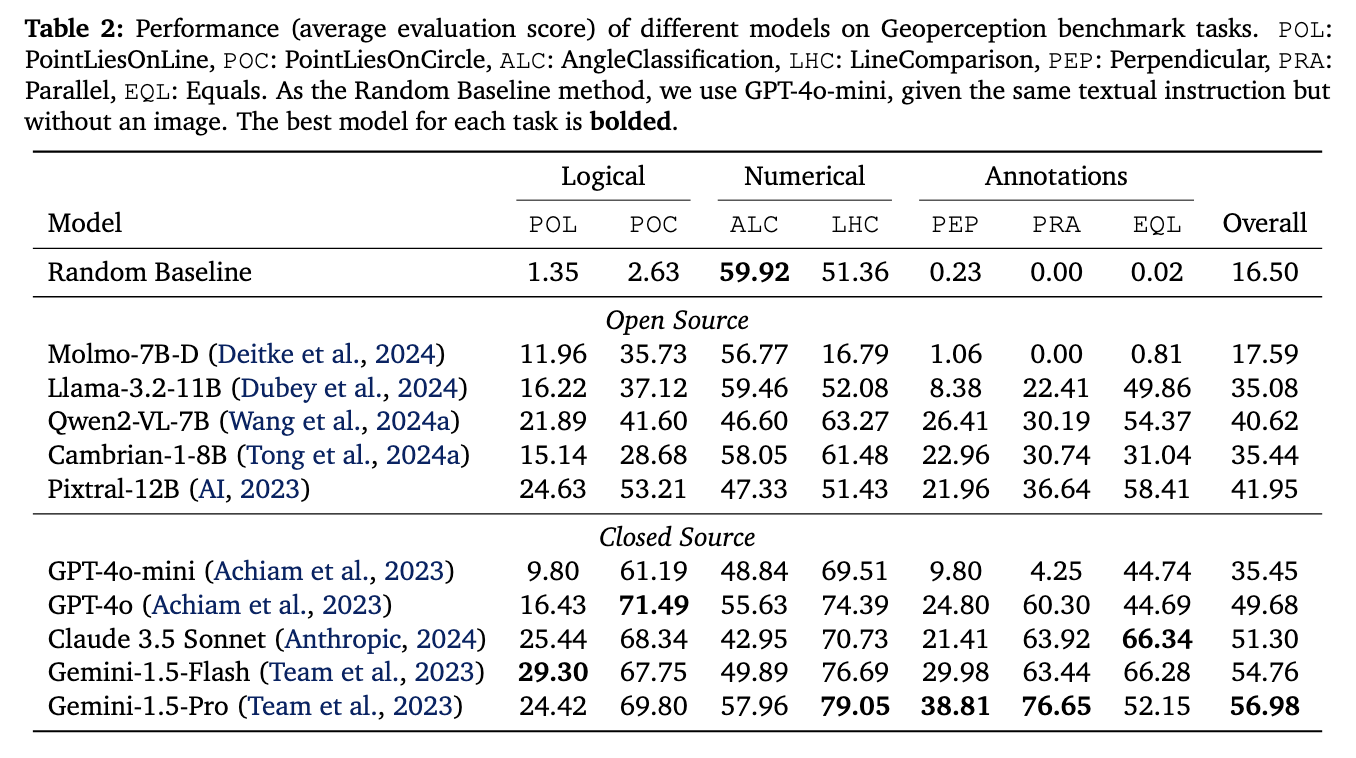 Table 2: Performance (average evaluation score) of different models on Geoperception benchmark tasks. POL:
PointLiesOnLine, POC: PointLiesOnCircle, ALC: AngleClassification, LHC: LineComparison, PEP: Perpendicular, PRA:
Parallel, EQL: Equals. As the Random Baseline method, we use GPT-4o-mini, given the same textual instruction but
without an image. The best model for each task is bolded.
Logical Numerical Annotations
Model POL POC ALC LHC PEP PRA EQL Overall
Random Baseline 1.35 2.63 59.92 51.36 0.23 0.00 0.02 16.50
Open Source
Molmo-7B-D (Deitke et al., 2024) 11.96 35.73 56.77 16.79 1.06 0.00 0.81 17.59
Llama-3.2-11B (Dubey et al., 2024) 16.22 37.12 59.46 52.08 8.38 22.41 49.86 35.08
Qwen2-VL-7B (Wang et al., 2024a) 21.89 41.60 46.60 63.27 26.41 30.19 54.37 40.62
Cambrian-1-8B (Tong et al., 2024a) 15.14 28.68 58.05 61.48 22.96 30.74 31.04 35.44
Pixtral-12B (AI, 2023) 24.63 53.21 47.33 51.43 21.96 36.64 58.41 41.95
Closed Source
GPT-4o-mini (Achiam et al., 2023) 9.80 61.19 48.84 69.51 9.80 4.25 44.74 35.45
GPT-4o (Achiam et al., 2023) 16.43 71.49 55.63 74.39 24.80 60.30 44.69 49.68
Claude 3.5 Sonnet (Anthropic, 2024) 25.44 68.34 42.95 70.73 21.41 63.92 66.34 51.30
Gemini-1.5-Flash (Team et al., 2023) 29.30 67.75 49.89 76.69 29.98 63.44 66.28 54.76
Gemini-1.5-Pro (Team et al., 2023) 24.42 69.80 57.96 79.05 38.81 76.65 52.15 56.98